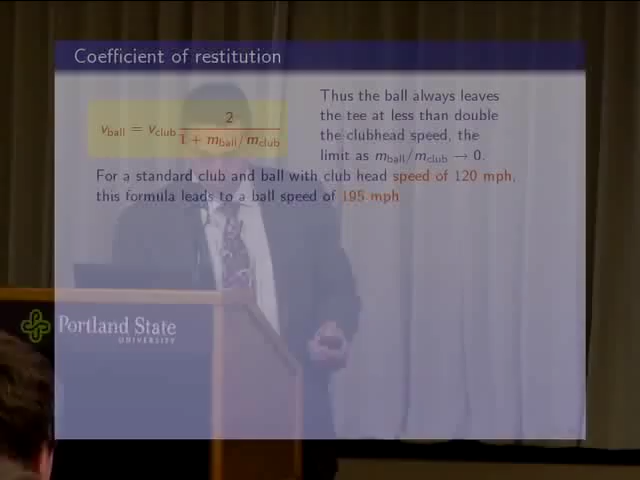 Coefficient of restitution
v_ball = v_club 2 / (1 + m_ball/m_club)
Thus the ball always leaves
the tee at less than double
the clubhead speed, the
limit as m_ball/m_club → 0.
For a standard club and ball with club head speed of 120 mph,
this formula leads to a ball speed of 195 mph
Portland State
UNIVERSITY